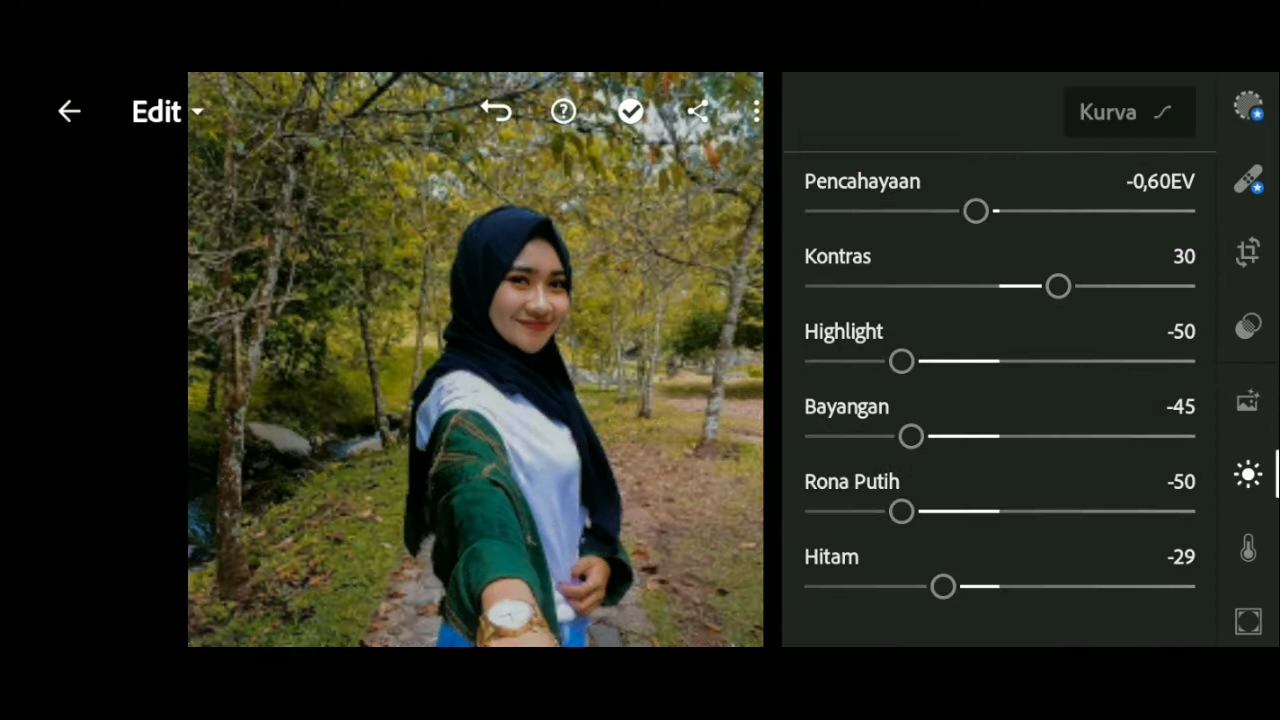 Edit
Kurva
Pencahayaan -0,60EV
Kontras 30
Highlight -50
Bayangan -45
Rona Putih -50
Hitam -29